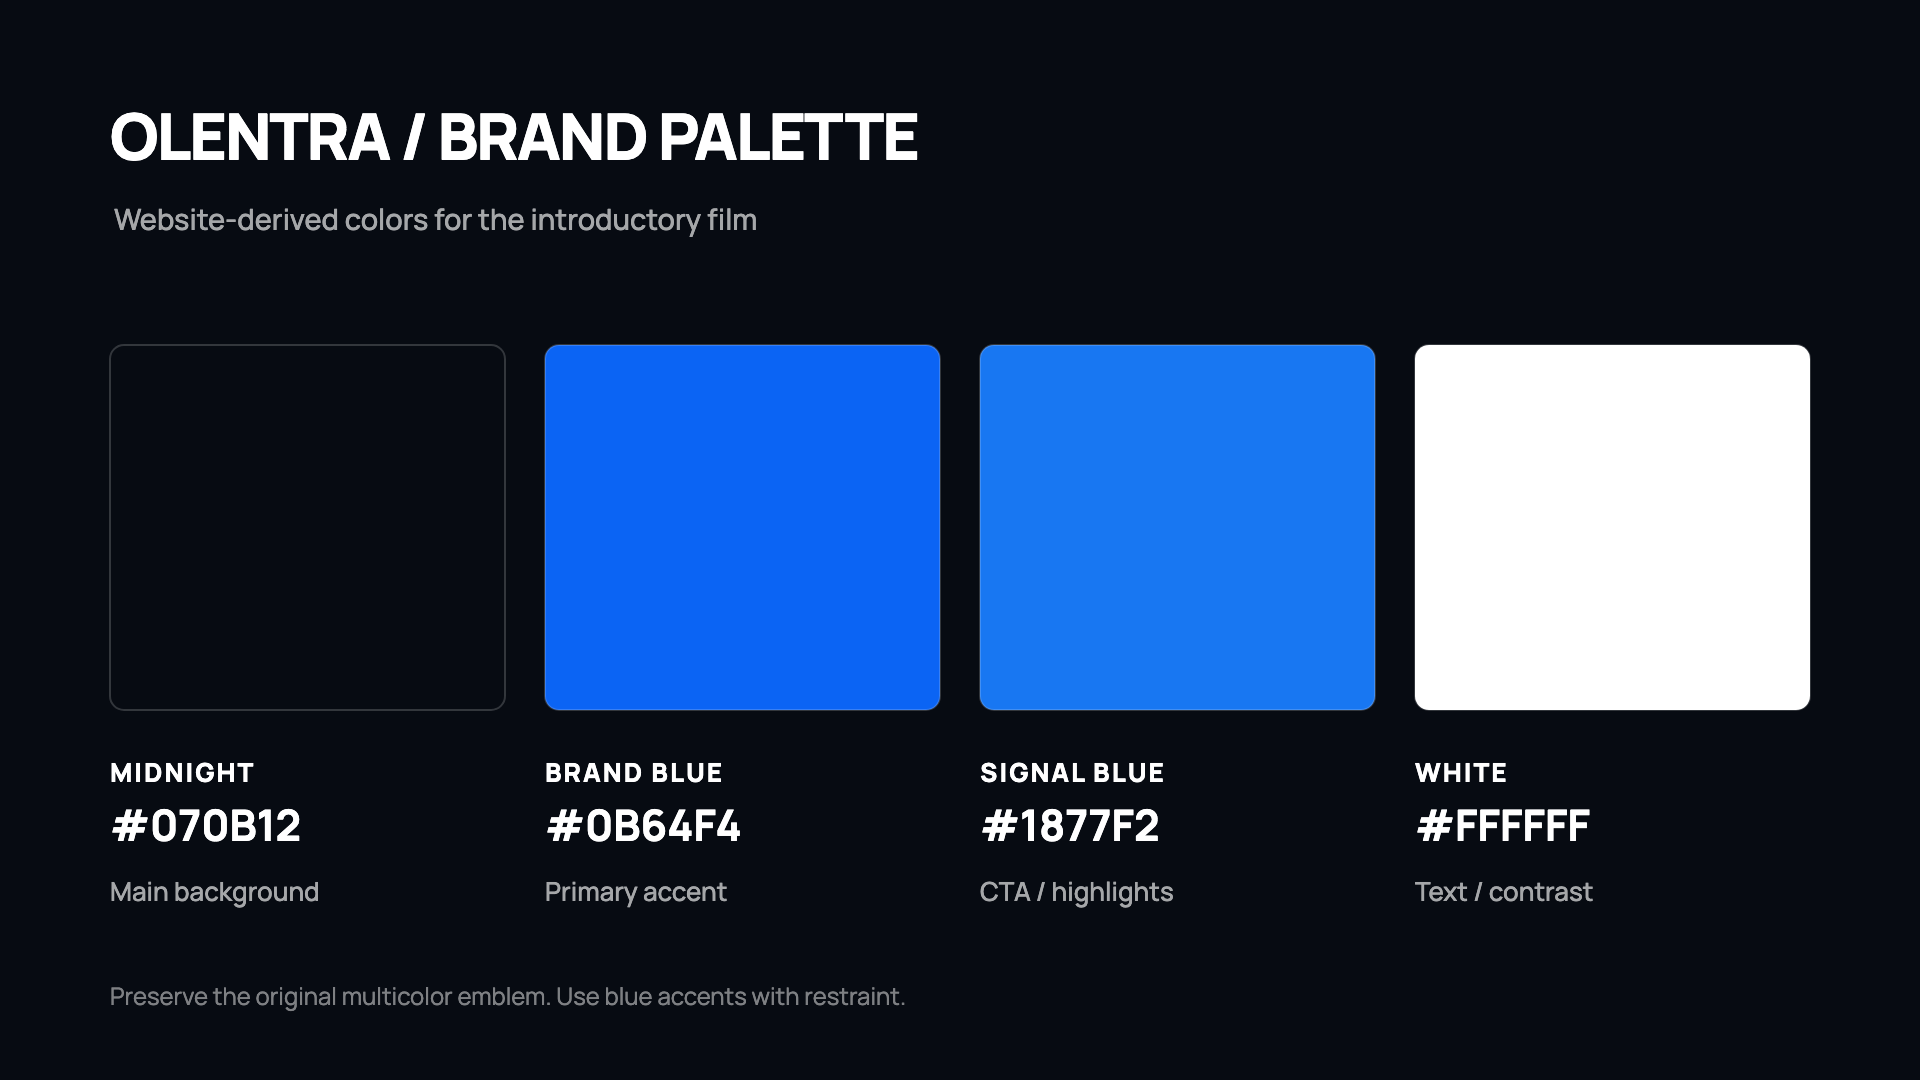 OLENTRA / BRAND PALETTE
Website-derived colors for the introductory film
MIDNIGHT
#070B12
Main background
BRAND BLUE
#0B64F4
Primary accent
SIGNAL BLUE
#1877F2
CTA / highlights
WHITE
#FFFFFF
Text / contrast
Preserve the original multicolor emblem. Use blue accents with restraint.